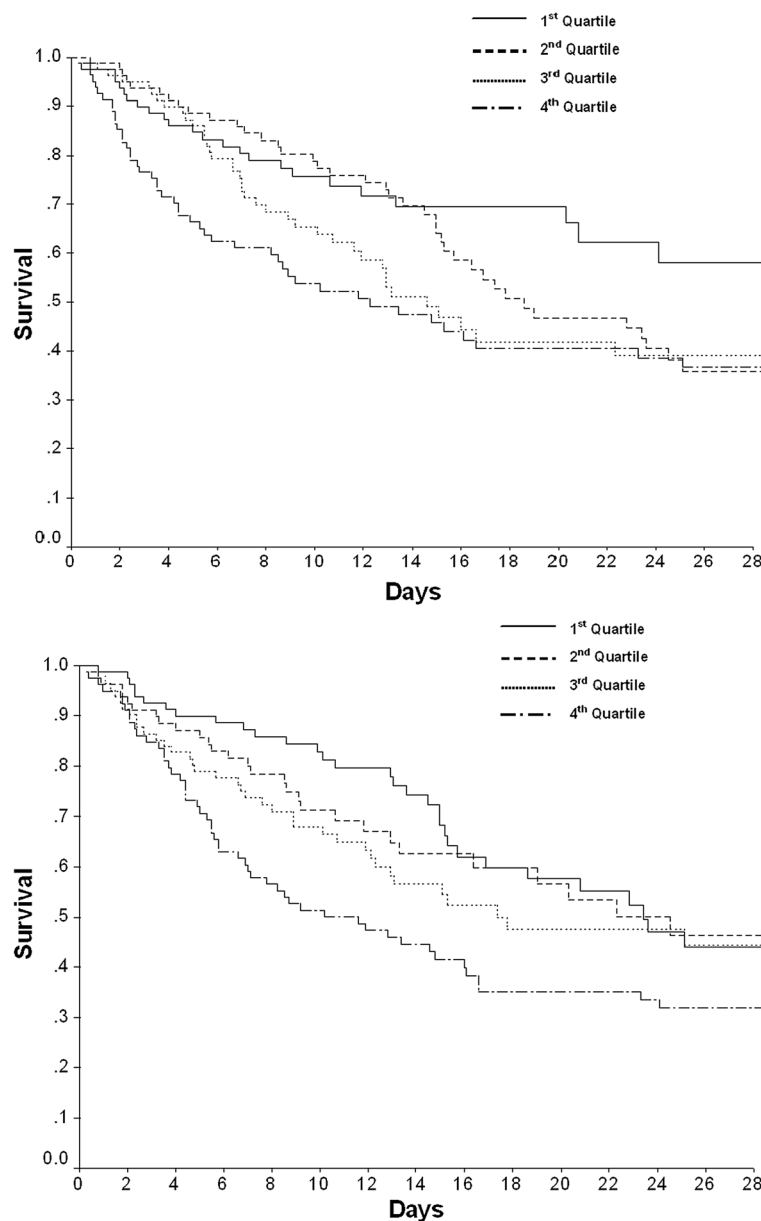 1st Quartile
2nd Quartile
3rd Quartile
4th Quartile
1.0
.9
.8
.7
.6
.5
.4
.3
.2
.1
0.0
Survival
0 2 4 6 8 10 12 14 16 18 20 22 24 26 28
Days
1st Quartile
2nd Quartile
3rd Quartile
4th Quartile
1.0
.9
.8
.7
.6
.5
.4
.3
.2
.1
0.0
Survival
0 2 4 6 8 10 12 14 16 18 20 22 24 26 28
Days